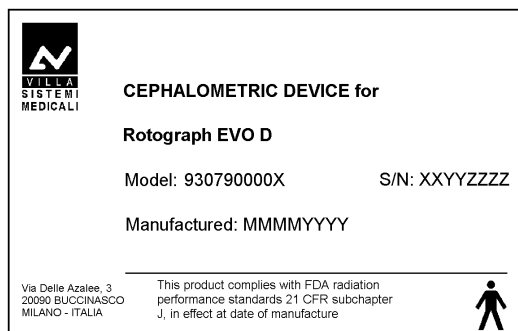 VILLA
SISTEMI
MEDICALI
CEPHALOMETRIC DEVICE for
Rotograph EVO D
Model: 930790000X S/N: XXYYZZZZ
Manufactured: MMMMYYYY
Via Delle Azalee, 3
20090 BUCCINASCO
MILANO - ITALIA
This product complies with FDA radiation
performance standards 21 CFR subchapter
J, in effect at date of manufacture